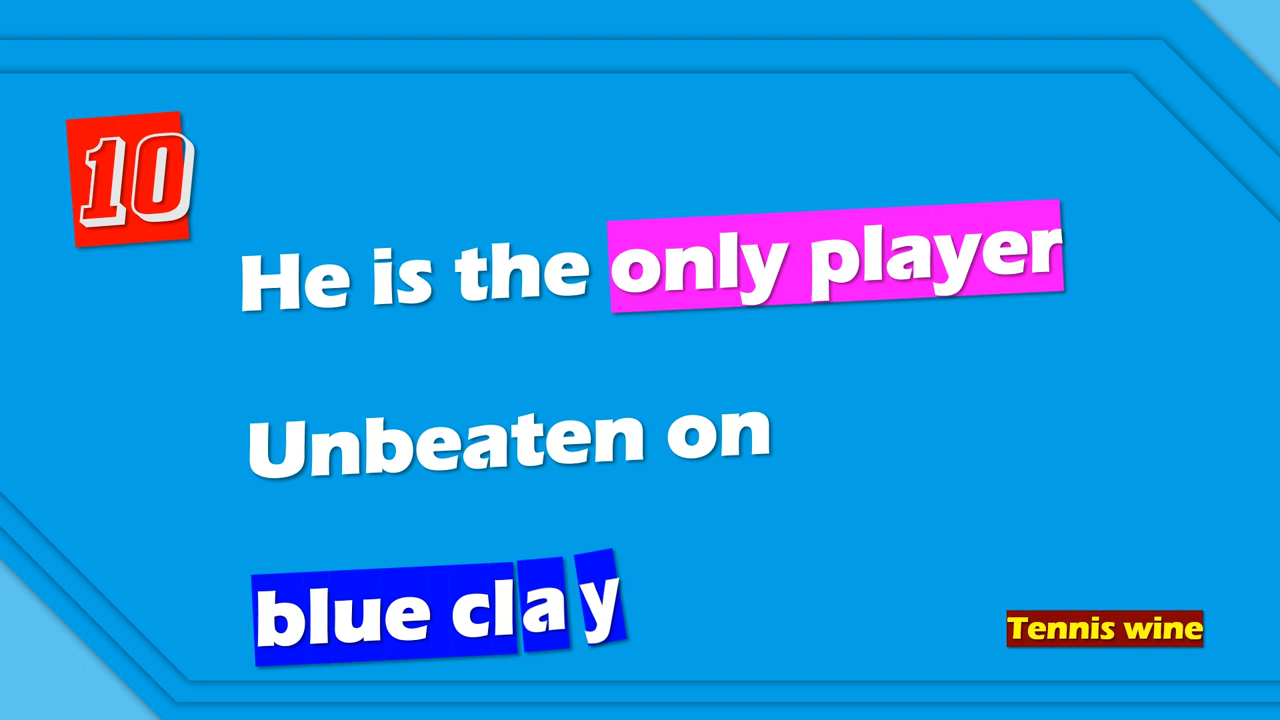 10
He is the only player
Unbeaten on
blue clay
Tennis wine